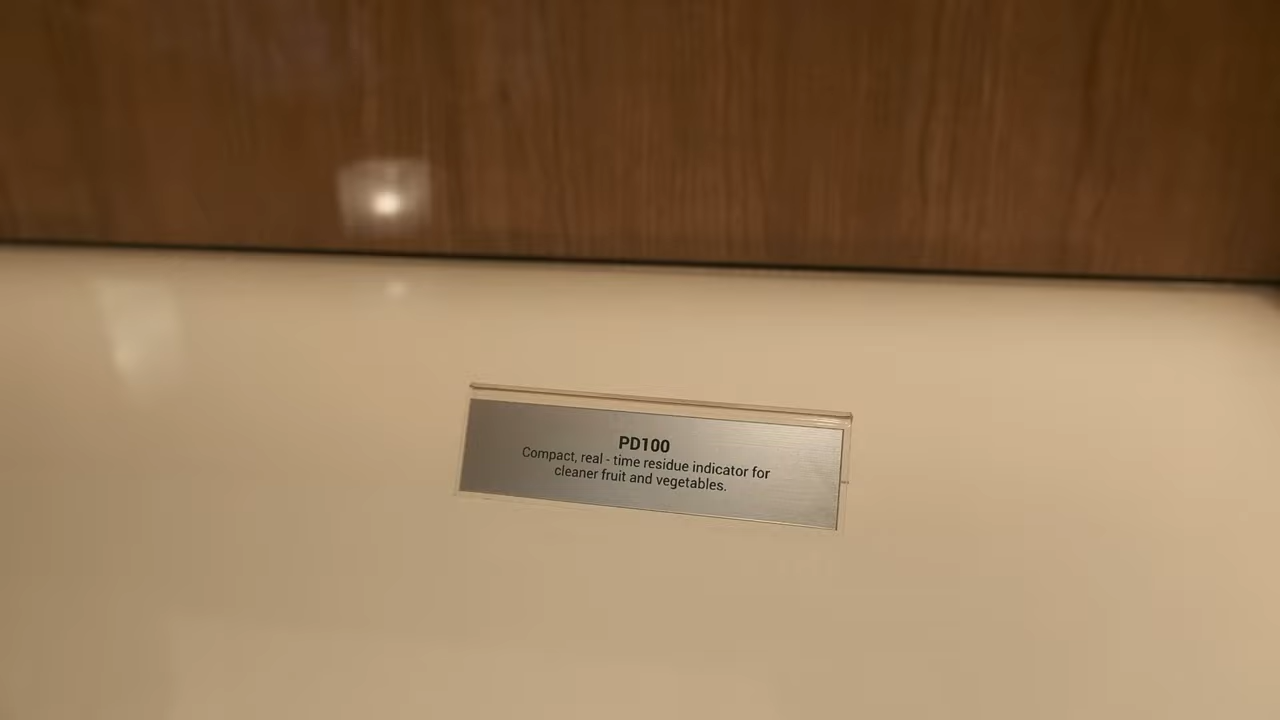 PD100
Compact, real - time residue indicator for
cleaner fruit and vegetables.